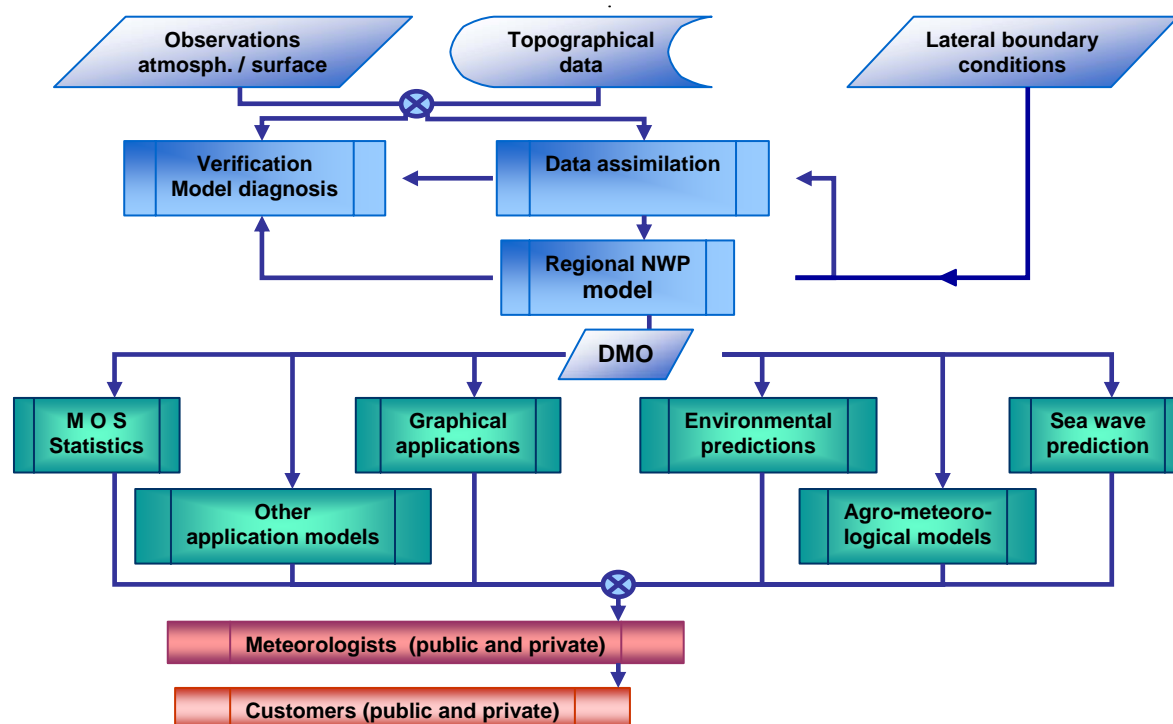 Observations
atmosph. / surface
Topographical
data
Lateral boundary
conditions
Verification
Model diagnosis
Data assimilation
Regional NWP
model
DMO
M O S
Statistics
Graphical
applications
Environmental
predictions
Sea wave
prediction
Other
application models
Agro-meteoro-
logical models
Meteorologists (public and private)
Customers (public and private)